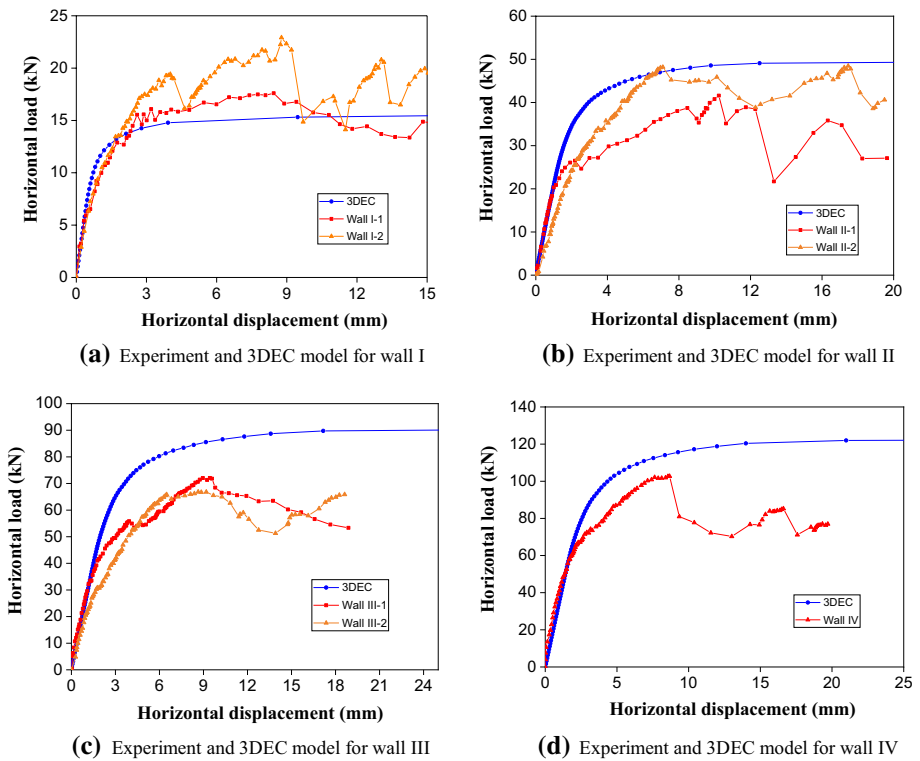 25
20
15
10
5
0
Horizontal load (kN)
3DEC
Wall I-1
Wall I-2
0 3 6 9 12 15
Horizontal displacement (mm)
(a) Experiment and 3DEC model for wall I
60
50
40
30
20
10
0
Horizontal load (kN)
3DEC
Wall II-1
Wall II-2
0 4 8 12 16 20
Horizontal displacement (mm)
(b) Experiment and 3DEC model for wall II
100
90
80
70
60
50
40
30
20
10
0
Horizontal load (kN)
3DEC
Wall III-1
Wall III-2
0 3 6 9 12 15 18 21 24
Horizontal displacement (mm)
(c) Experiment and 3DEC model for wall III
140
120
100
80
60
40
20
0
Horizontal load (kN)
3DEC
Wall IV
0 5 10 15 20 25
Horizontal displacement (mm)
(d) Experiment and 3DEC model for wall IV